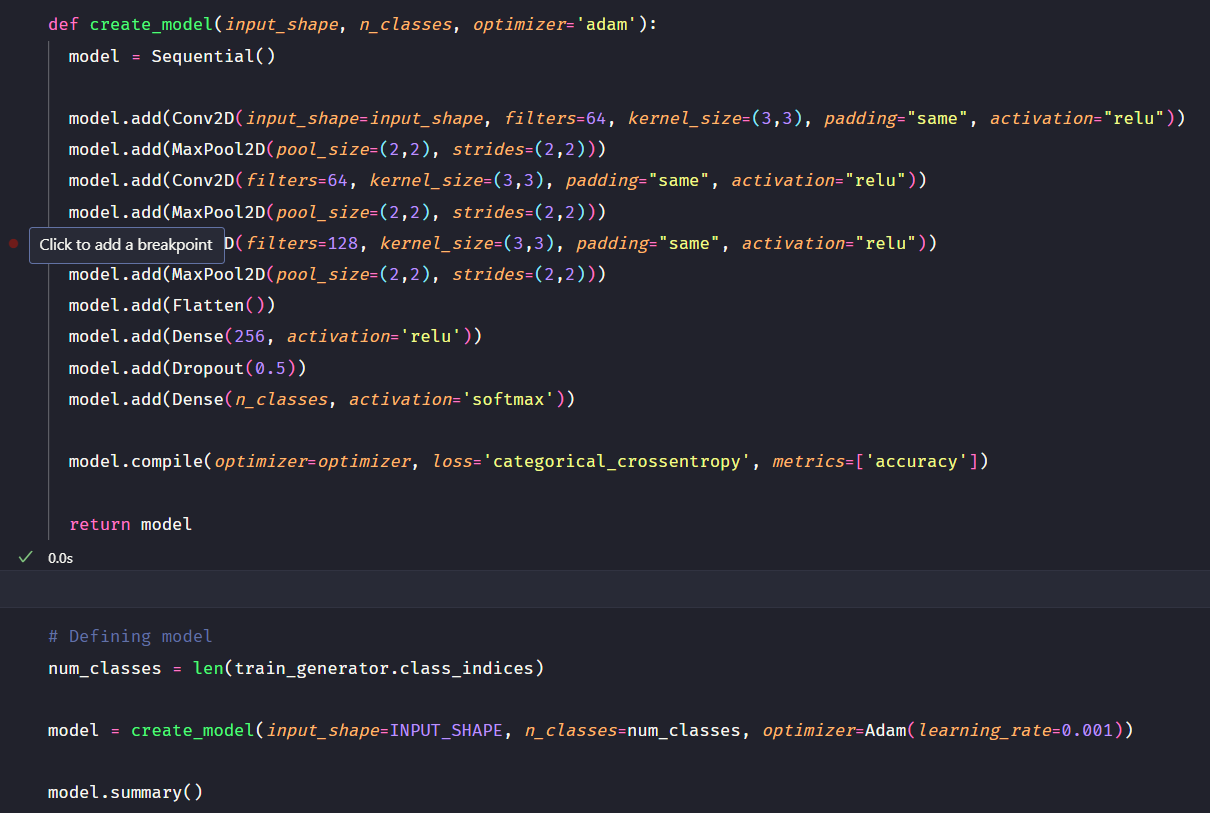 def create_model(input_shape, n_classes, optimizer='adam'):
model = Sequential()
model.add(Conv2D(input_shape=input_shape, filters=64, kernel_size=(3,3), padding="same", activation="relu"))
model.add(MaxPool2D(pool_size=(2,2), strides=(2,2)))
model.add(Conv2D(filters=64, kernel_size=(3,3), padding="same", activation="relu"))
model.add(MaxPool2D(pool_size=(2,2), strides=(2,2)))
Click to add a breakpoint D(filters=128, kernel_size=(3,3), padding="same", activation="relu"))
model.add(MaxPool2D(pool_size=(2,2), strides=(2,2)))
model.add(Flatten())
model.add(Dense(256, activation='relu'))
model.add(Dropout(0.5))
model.add(Dense(n_classes, activation='softmax'))
model.compile(optimizer=optimizer, loss='categorical_crossentropy', metrics=['accuracy'])
return model
0.0s
# Defining model
num_classes = len(train_generator.class_indices)
model = create_model(input_shape=INPUT_SHAPE, n_classes=num_classes, optimizer=Adam(learning_rate=0.001))
model.summary()